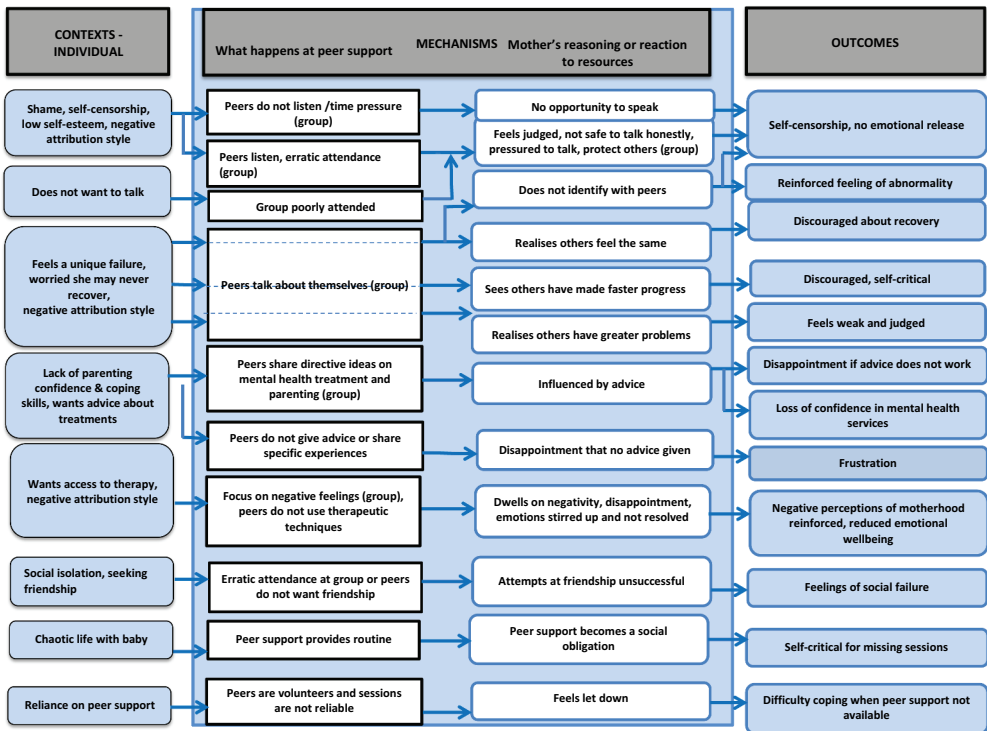 CONTEXTS -
INDIVIDUAL
What happens at peer support
MECHANISMS
Mother's reasoning or reaction
to resources
OUTCOMES
Shame, self-censorship,
low self-esteem, negative
attribution style
Peers do not listen /time pressure
(group)
No opportunity to speak
Self-censorship, no emotional release
Peers listen, erratic attendance
(group)
Feels judged, not safe to talk honestly,
pressured to talk, protect others (group)
Does not want to talk
Group poorly attended
Does not identify with peers
Reinforced feeling of abnormality
Feels a unique failure,
worried she may never
recover,
negative attribution style
Peers talk about themselves (group)
Realises others feel the same
Discouraged about recovery
Sees others have made faster progress
Discouraged, self-critical
Realises others have greater problems
Feels weak and judged
Lack of parenting
confidence & coping
skills, wants advice about
treatments
Peers share directive ideas on
mental health treatment and
parenting (group)
Influenced by advice
Disappointment if advice does not work
Loss of confidence in mental health
services
Peers do not give advice or share
specific experiences
Disappointment that no advice given
Frustration
Wants access to therapy,
negative attribution style
Focus on negative feelings (group),
peers do not use therapeutic
techniques
Dwells on negativity, disappointment,
emotions stirred up and not resolved
Negative perceptions of motherhood
reinforced, reduced emotional
wellbeing
Social isolation, seeking
friendship
Erratic attendance at group or peers
do not want friendship
Attempts at friendship unsuccessful
Feelings of social failure
Chaotic life with baby
Peer support provides routine
Peer support becomes a social
obligation
Self-critical for missing sessions
Reliance on peer support
Peers are volunteers and sessions
are not reliable
Feels let down
Difficulty coping when peer support not
available